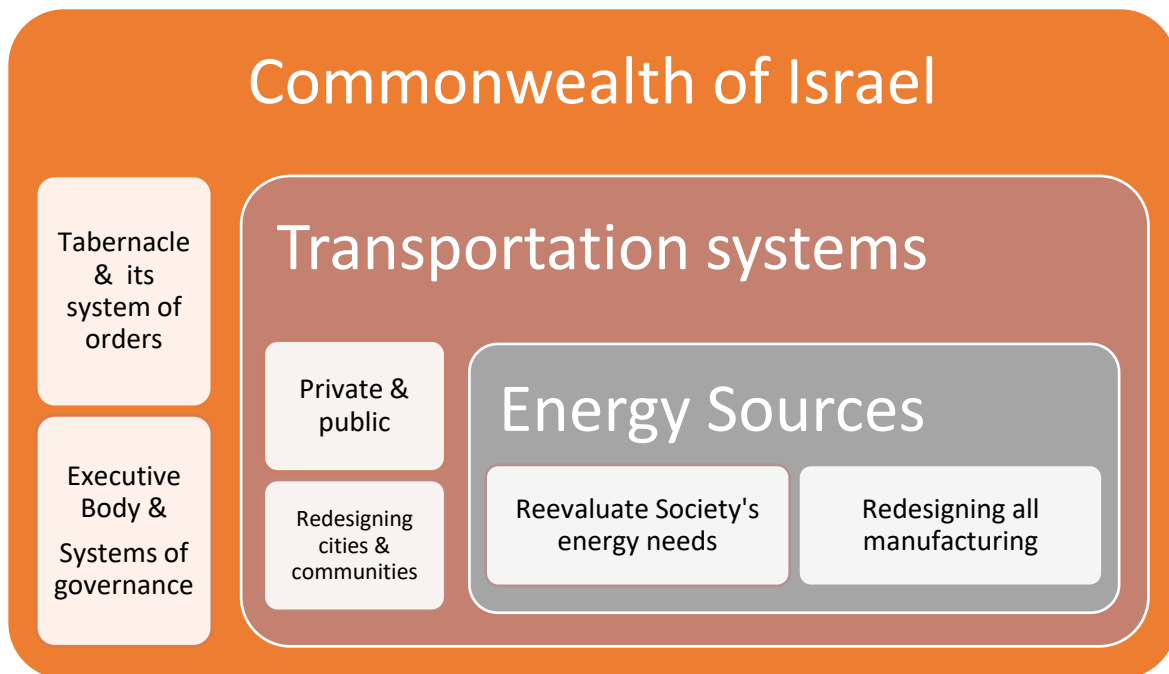 Commonwealth of Israel
Tabernacle
& its
system of
orders
Executive
Body &
Systems of
governance
Transportation systems
Private &
public
Redesigning
cities &
communities
Energy Sources
Reevaluate Society's
energy needs
Redesigning all
manufacturing